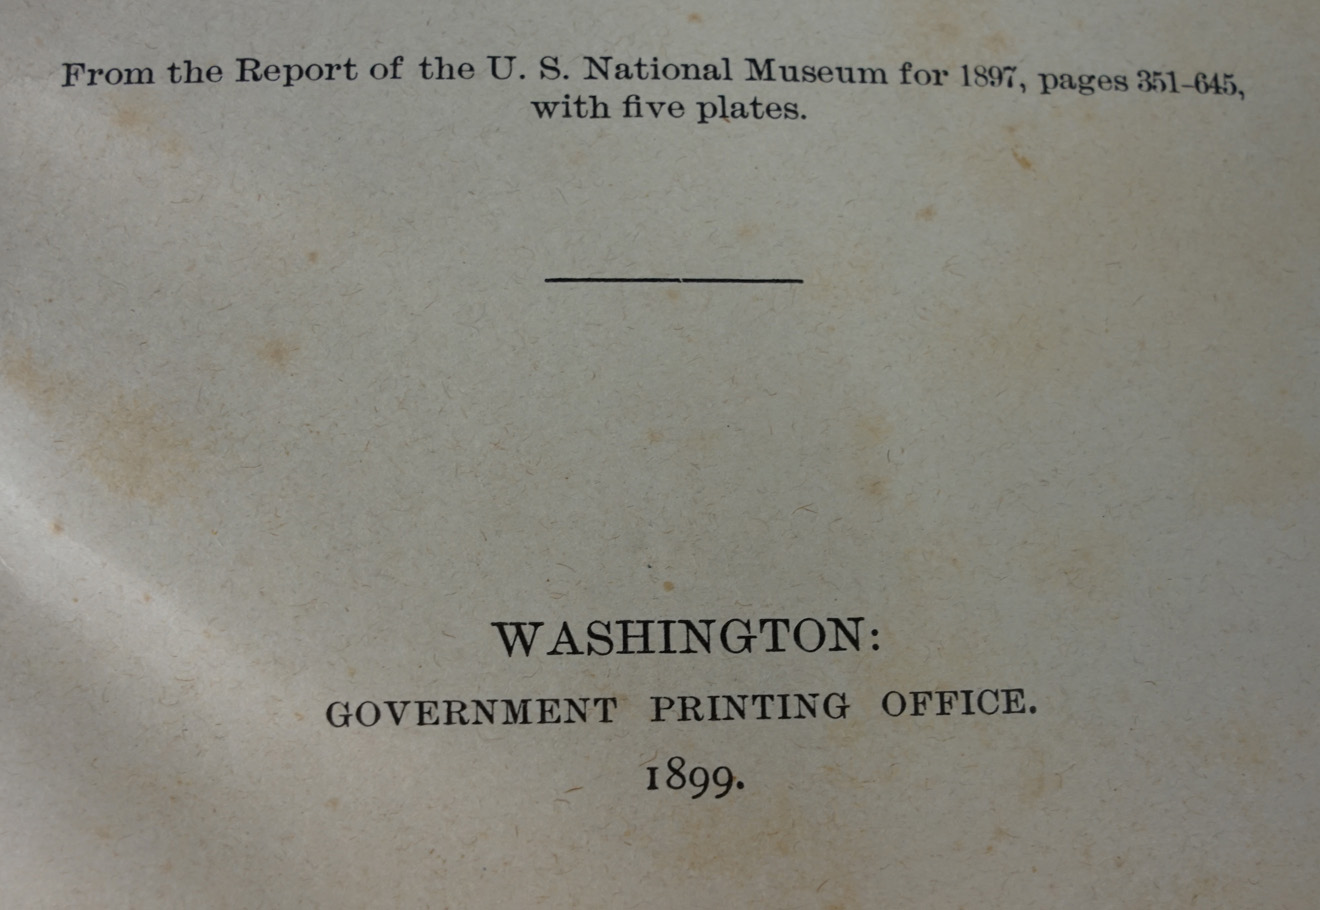 From the Report of the U. S. National Museum for 1897, pages 351-645,
with five plates.
WASHINGTON:
GOVERNMENT PRINTING OFFICE.
1899.